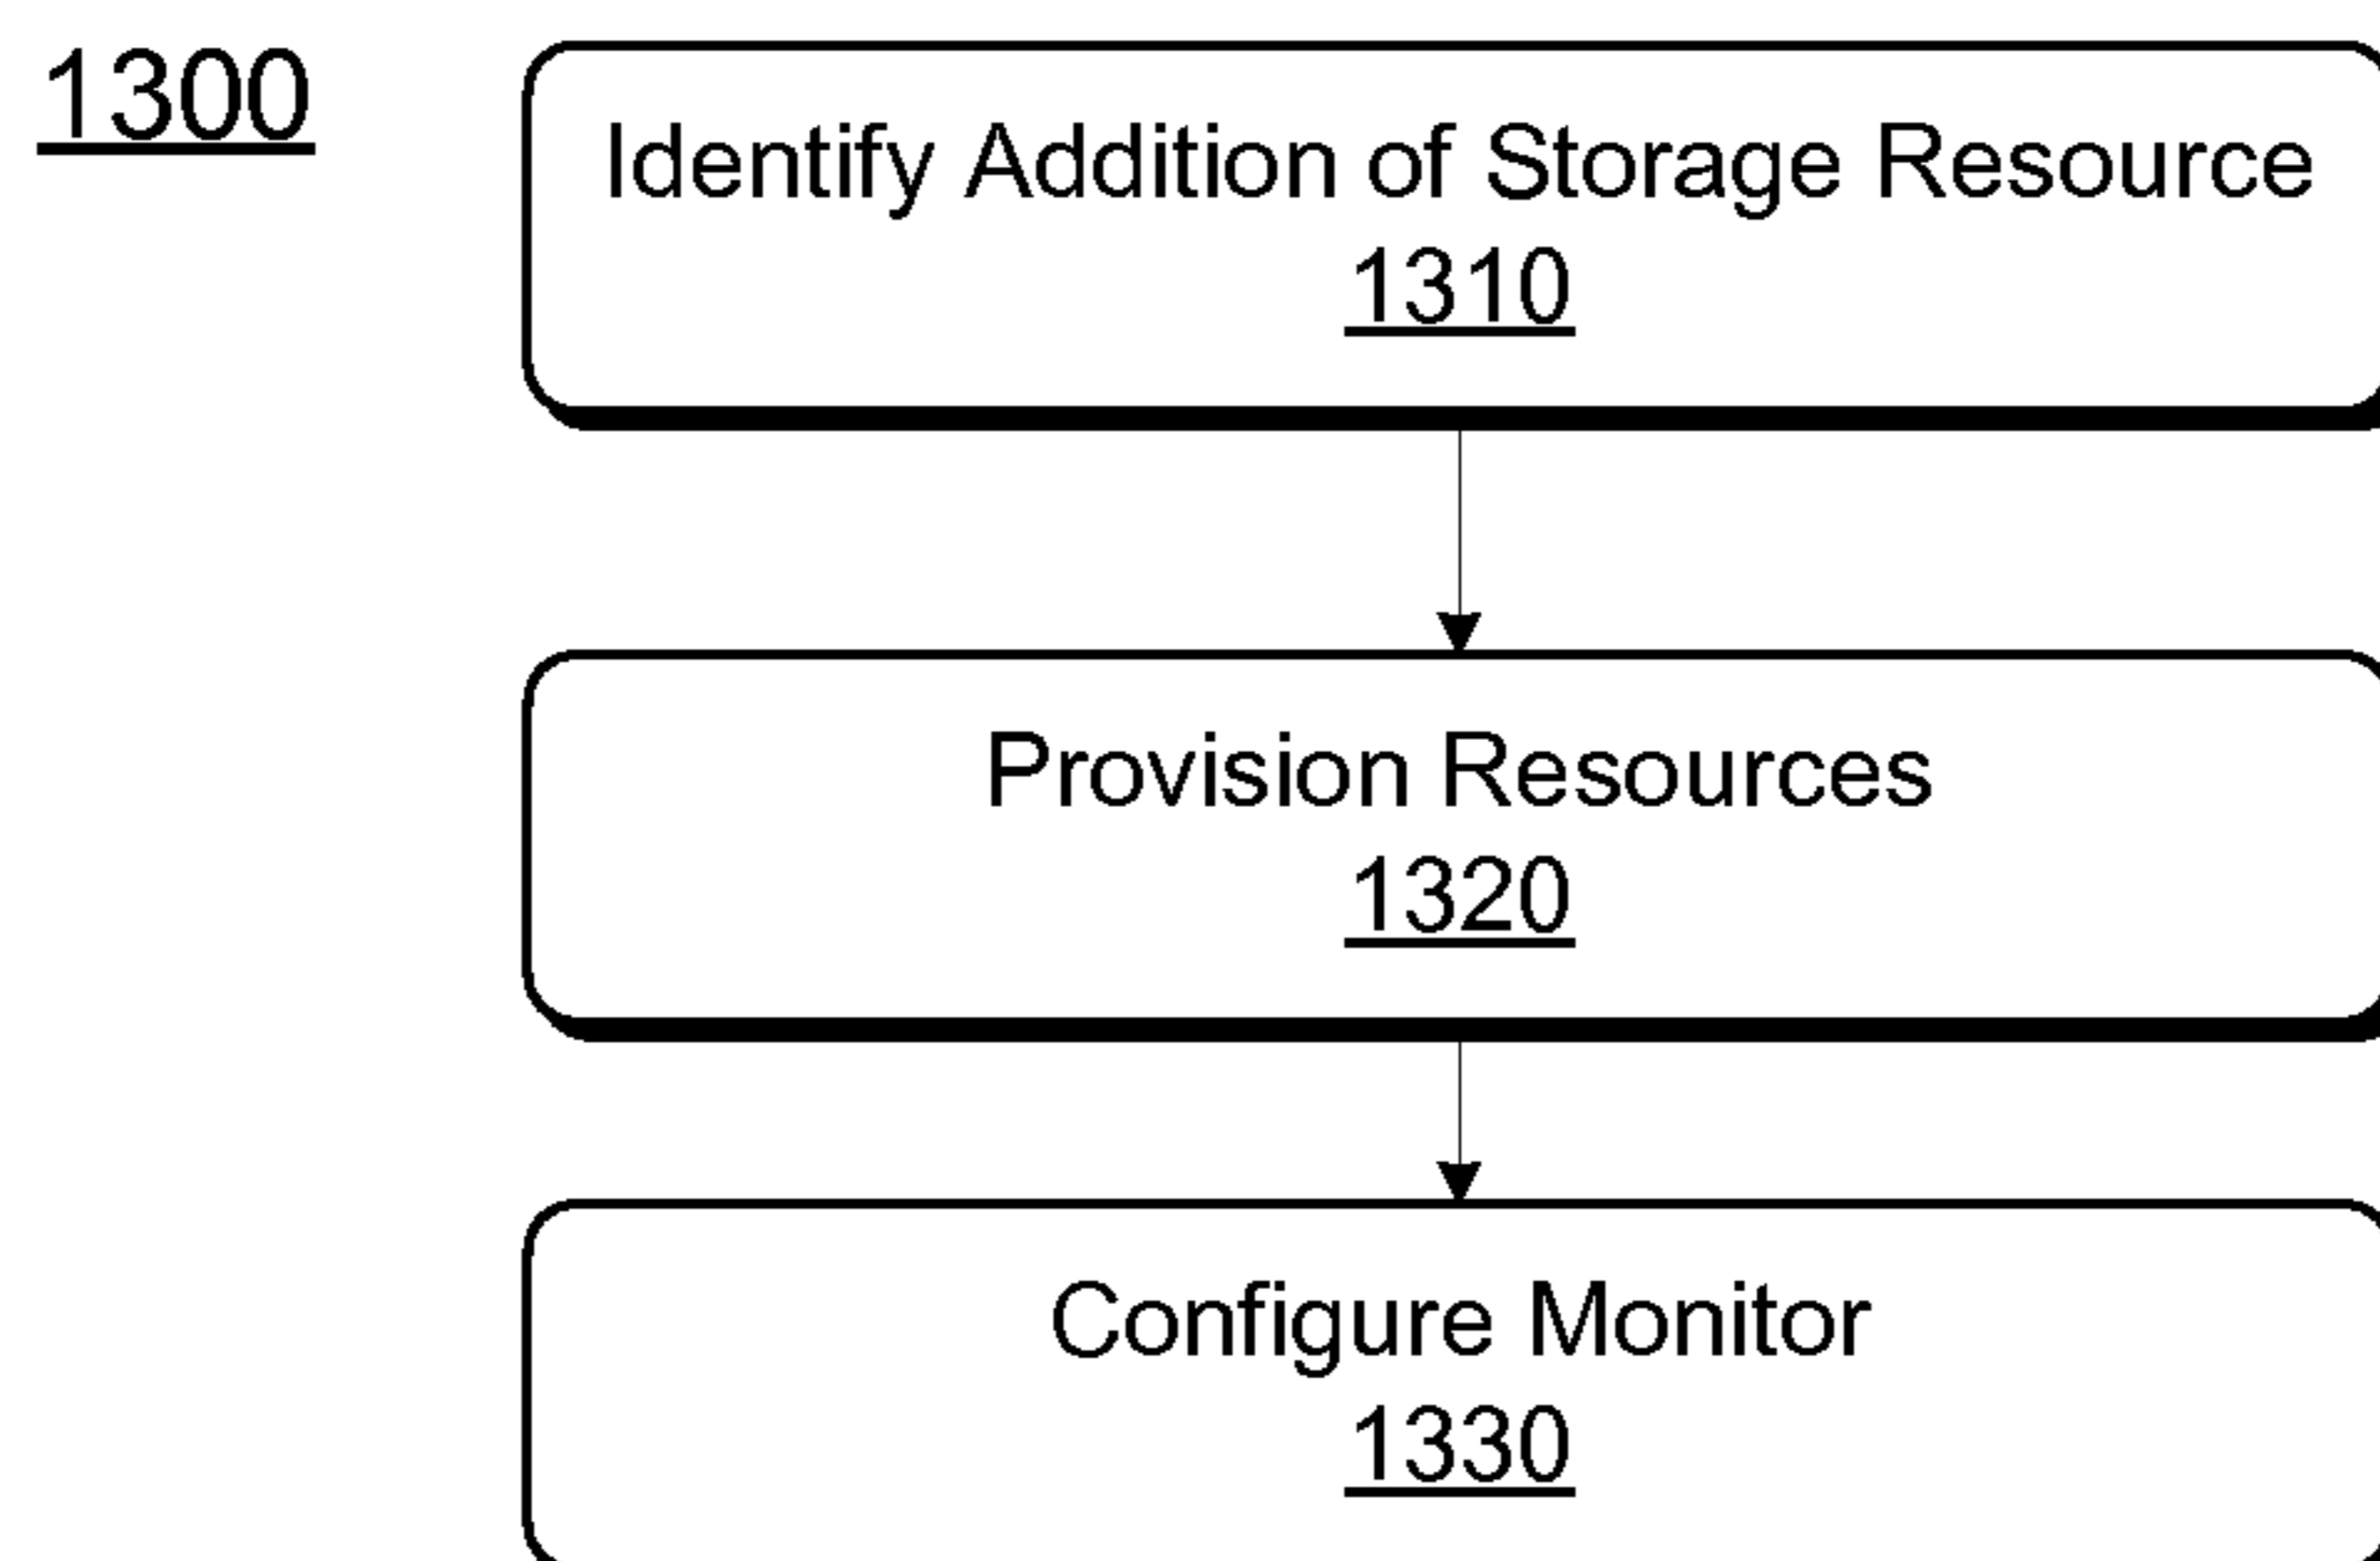 1300
Identify Addition of Storage Resource
1310
Provision Resources
1320
Configure Monitor
1330